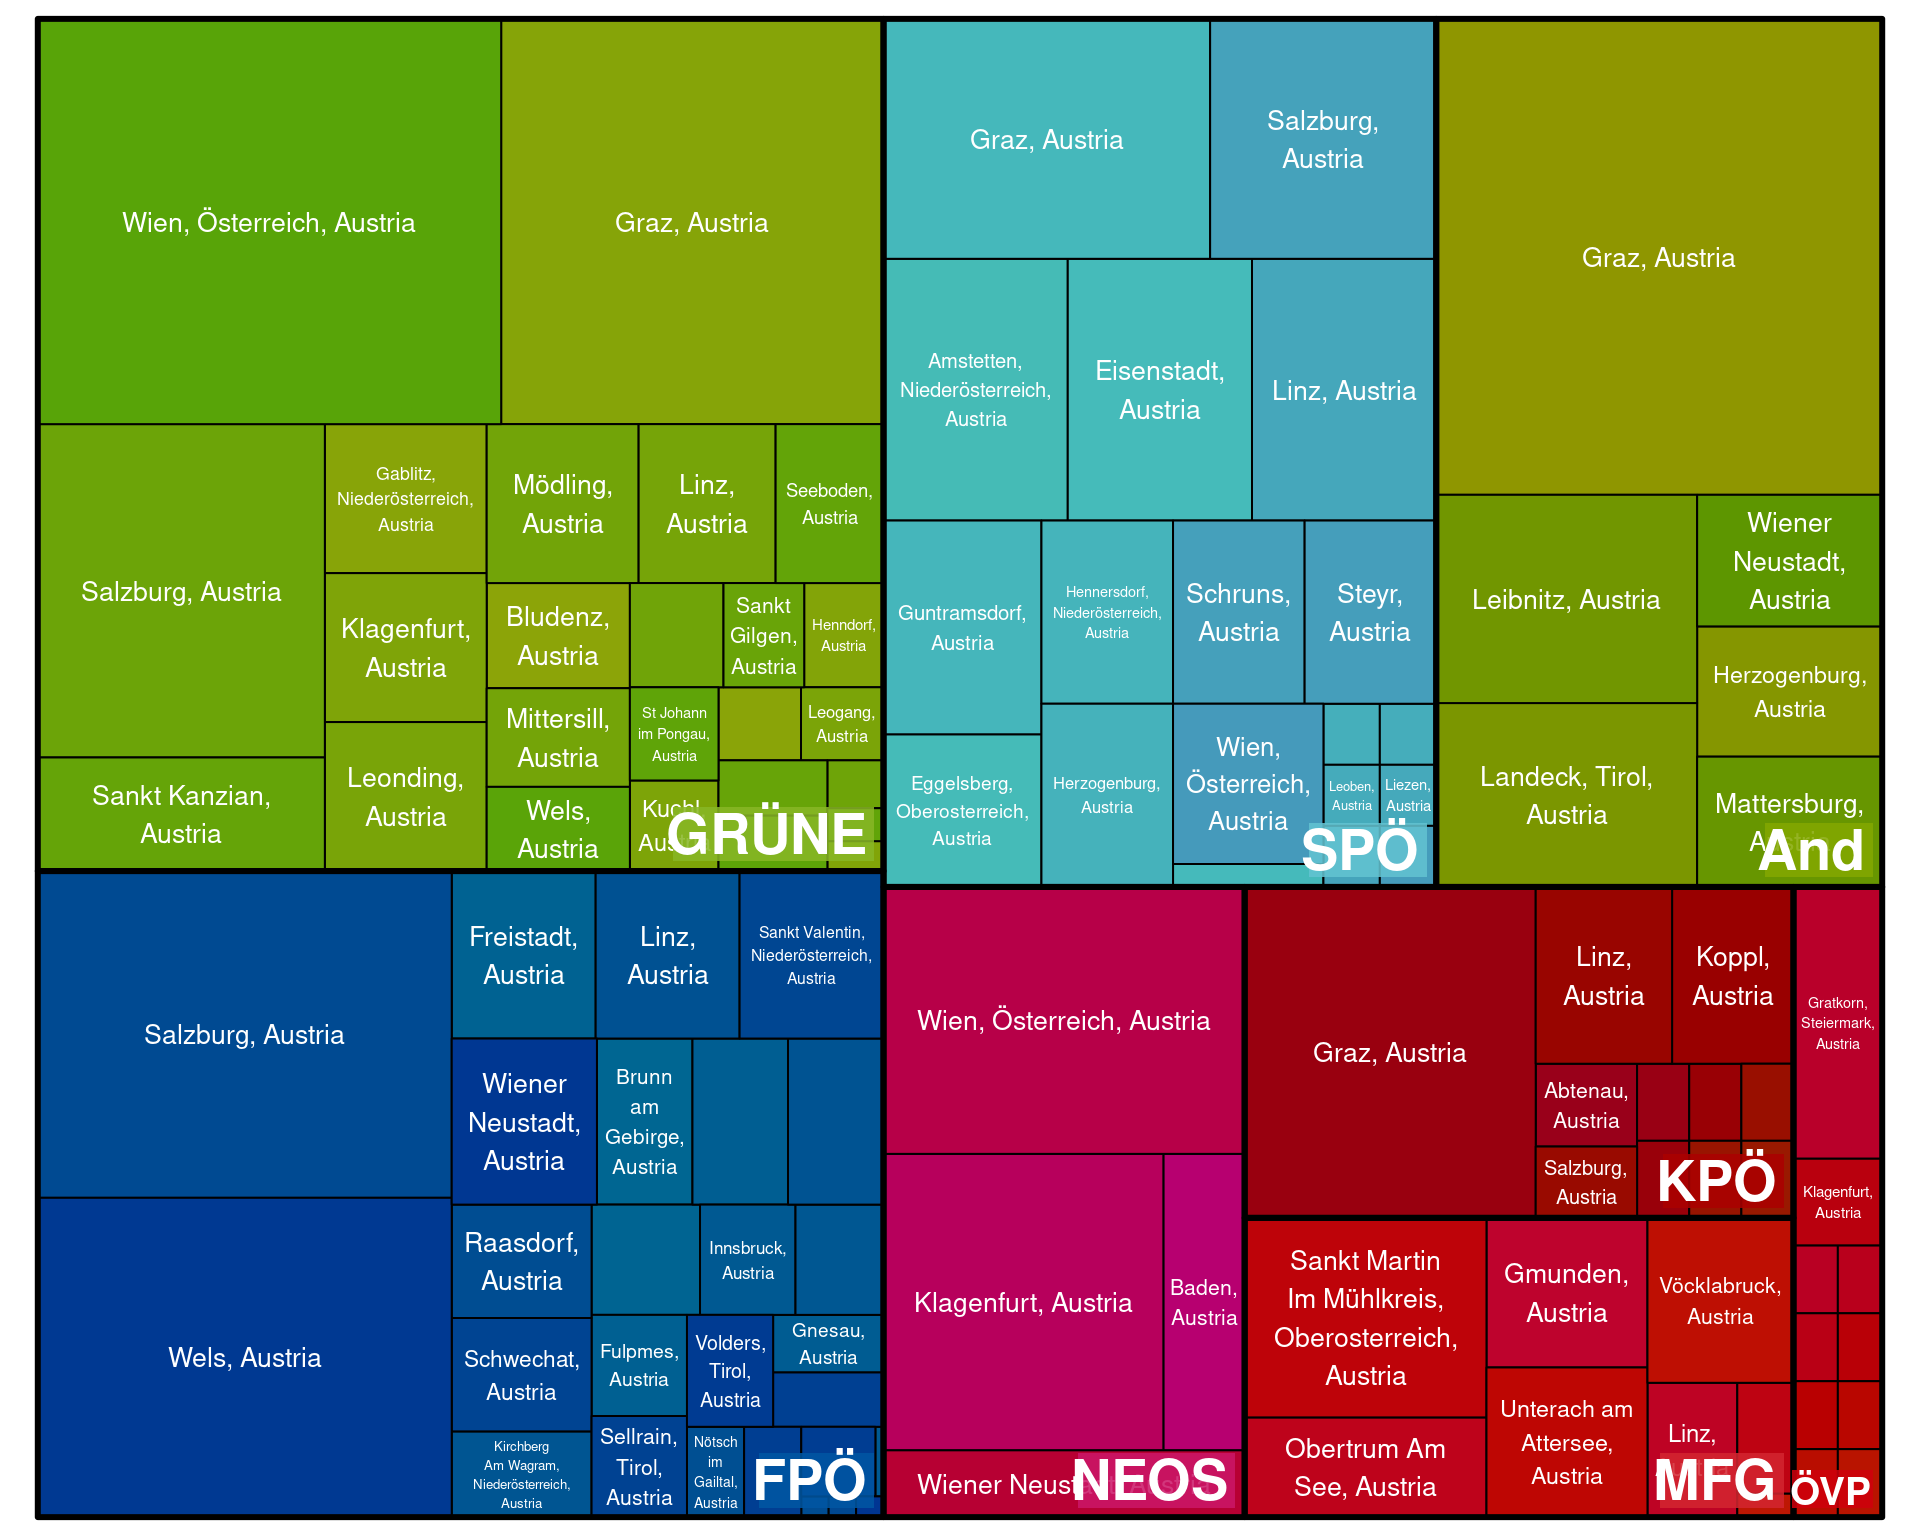 Wien, Österreich, Austria
Graz, Austria
Salzburg, Austria
Gablitz,
Niederösterreich,
Austria
Mödling,
Austria
Linz,
Austria
Seeboden,
Austria
Klagenfurt,
Austria
Bludenz,
Austria
Sankt
Gilgen,
Austria
Henndorf,
Austria
Mittersill,
Austria
St Johann
im Pongau,
Austria
Leogang,
Austria
Sankt Kanzian,
Austria
Leonding,
Austria
Wels,
Austria
Kuchl,
Austria
GRÜNE
Graz, Austria
Salzburg,
Austria
Amstetten,
Niederösterreich,
Austria
Eisenstadt,
Austria
Linz, Austria
Guntramsdorf,
Austria
Hennersdorf,
Niederösterreich,
Austria
Schruns,
Austria
Steyr,
Austria
Eggelsberg,
Oberosterreich,
Austria
Herzogenburg,
Austria
Wien,
Österreich,
Austria
Leoben,
Austria
Liezen,
Austria
SPÖ
Graz, Austria
Leibnitz, Austria
Wiener
Neustadt,
Austria
Herzogenburg,
Austria
Landeck, Tirol,
Austria
Mattersburg,
Austria
And
Salzburg, Austria
Wels, Austria
Freistadt,
Austria
Linz,
Austria
Sankt Valentin,
Niederösterreich,
Austria
Wiener
Neustadt,
Austria
Brunn
am
Gebirge,
Austria
Raasdorf,
Austria
Innsbruck,
Austria
Schwechat,
Austria
Fulpmes,
Austria
Volders,
Tirol,
Austria
Gnesau,
Austria
Kirchberg
Am Wagram,
Niederösterreich,
Austria
Sellrain,
Tirol,
Austria
Nötsch
im
Gailtal,
Austria
FPÖ
Wien, Österreich, Austria
Klagenfurt, Austria
Baden,
Austria
Wiener Neustadt, Austria
NEOS
Graz, Austria
Linz,
Austria
Koppl,
Austria
Abtenau,
Austria
Salzburg,
Austria
KPÖ
Sankt Martin
Im Mühlkreis,
Oberosterreich,
Austria
Gmunden,
Austria
Vöcklabruck,
Austria
Obertrum Am
See, Austria
Unterach am
Attersee,
Austria
Linz,
Austria
MFG
Gratkorn,
Steiermark,
Austria
Klagenfurt,
Austria
ÖVP